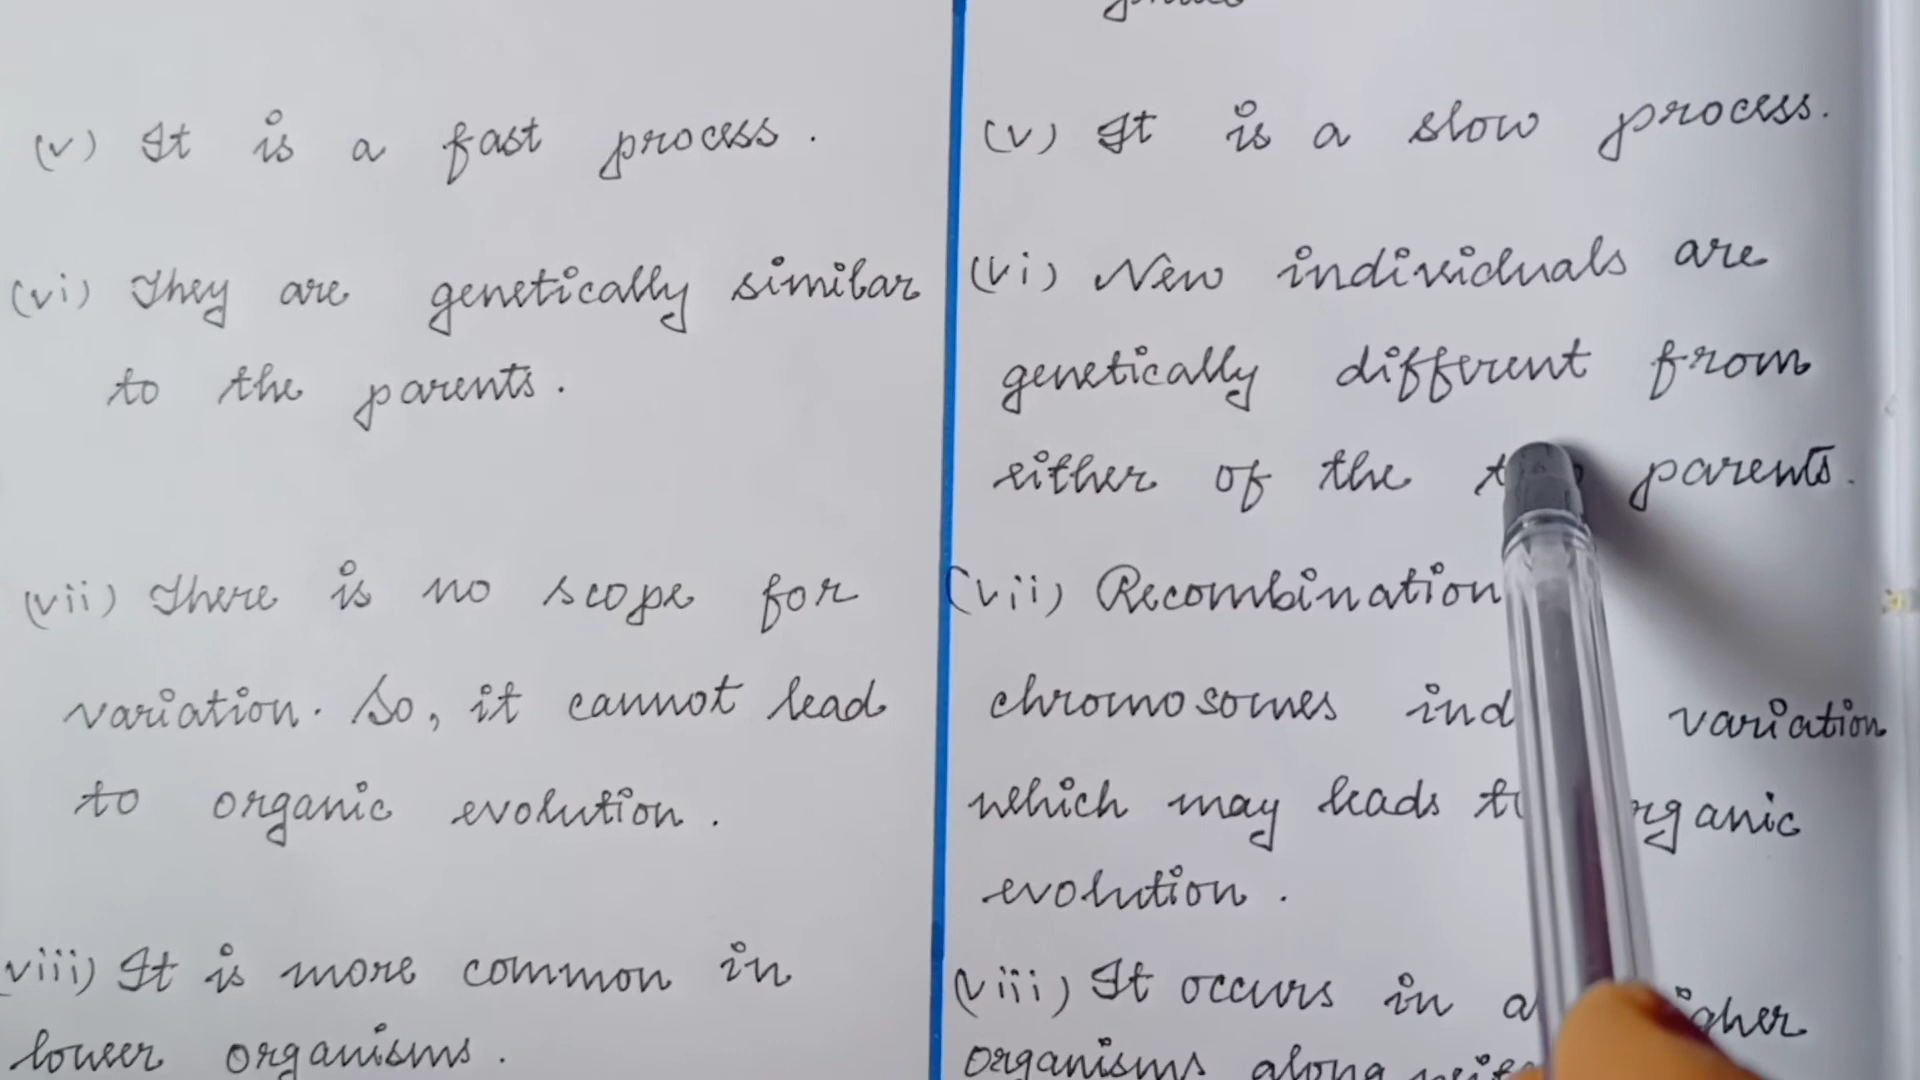 (v) It is a fast process.
(vi) They are genetically similar
to the parents.
(vii) There is no scope for
variation. So, it cannot lead
to organic evolution.
(viii) It is more common in
lower organisms.
(v) It is a slow process.
(vi) New individuals are
genetically different from
either of the parents.
(vii) Recombination
chromosomes variation
which may leads
evolution.
(viii) It occurs in
organisms along